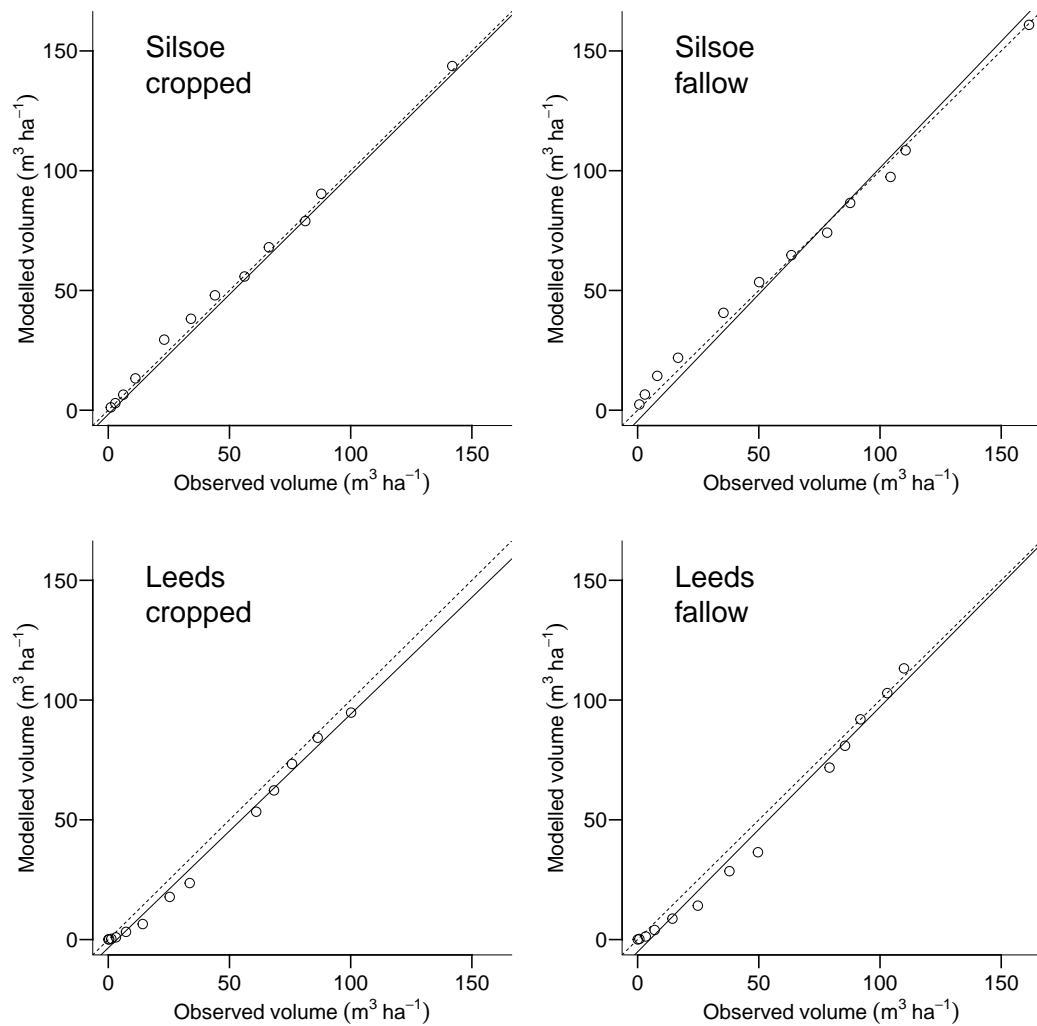 Silsoe
cropped
150
100
50
0
Modelled volume (m³ ha⁻¹)
0 50 100 150
Observed volume (m³ ha⁻¹)
Silsoe
fallow
150
100
50
0
Modelled volume (m³ ha⁻¹)
0 50 100 150
Observed volume (m³ ha⁻¹)
Leeds
cropped
150
100
50
0
Modelled volume (m³ ha⁻¹)
0 50 100 150
Observed volume (m³ ha⁻¹)
Leeds
fallow
150
100
50
0
Modelled volume (m³ ha⁻¹)
0 50 100 150
Observed volume (m³ ha⁻¹)